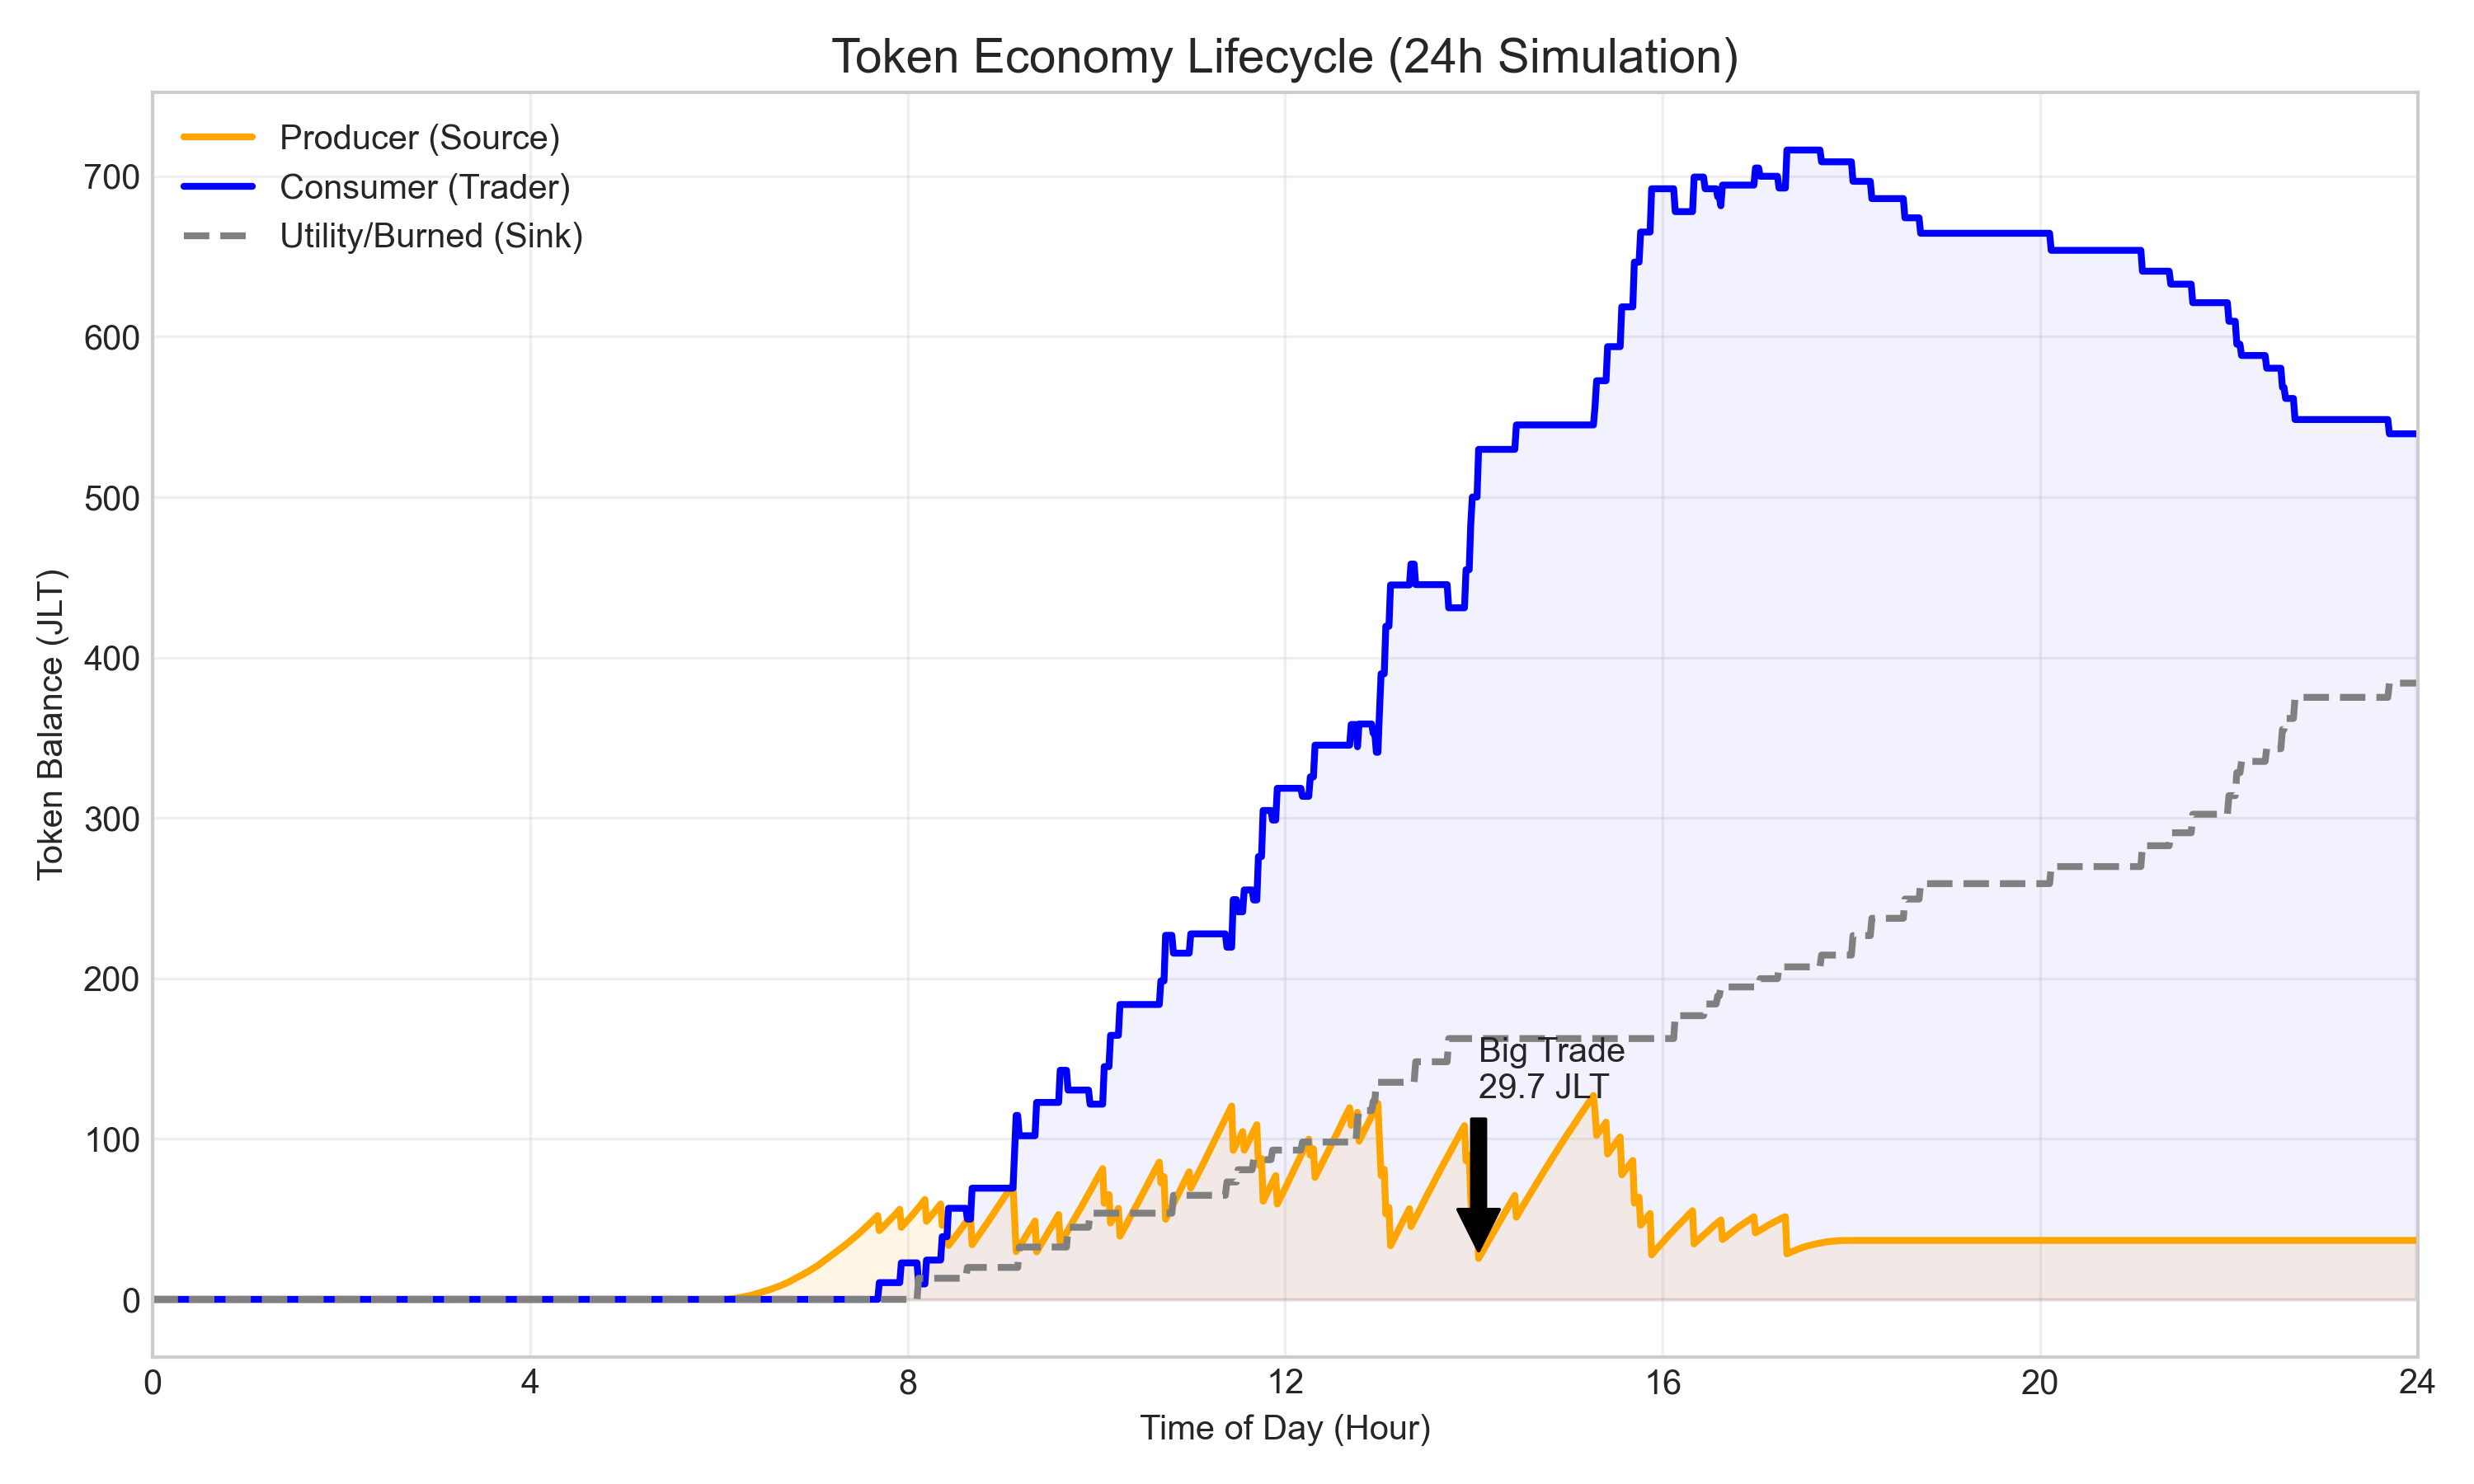 Token Economy Lifecycle (24h Simulation)
Producer (Source)
Consumer (Trader)
Utility/Burned (Sink)
Token Balance (JLT)
700
600
500
400
300
200
100
0
Big Trade
29.7 JLT
0 4 8 12 16 20 24
Time of Day (Hour)